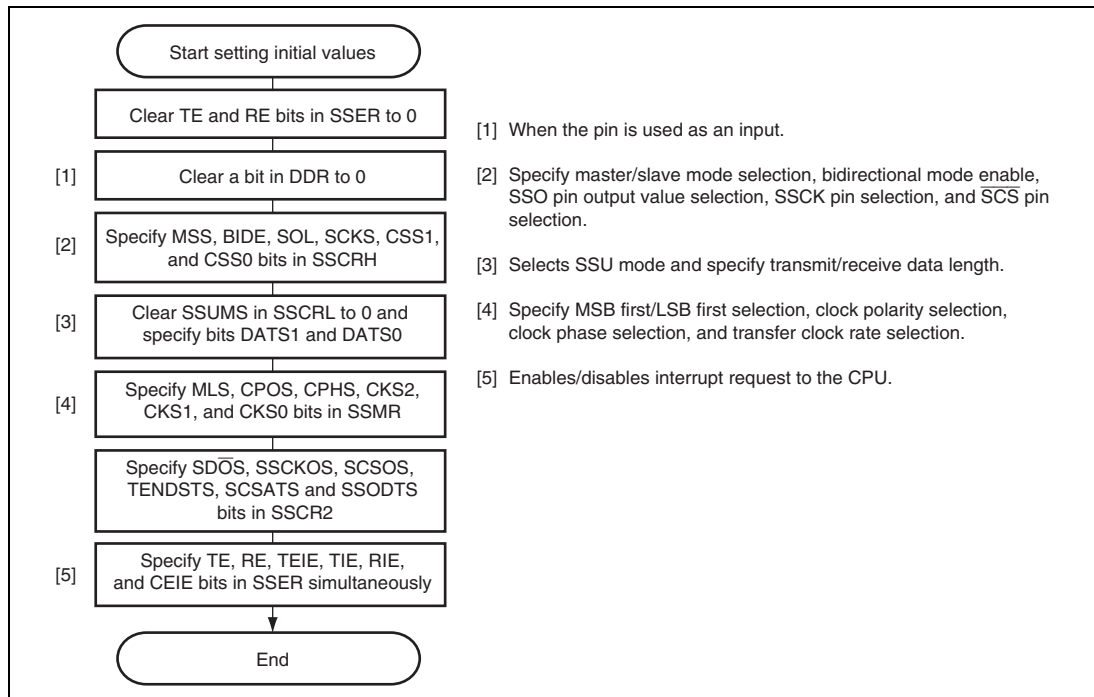 Start setting initial values
Clear TE and RE bits in SSER to 0
[1]
Clear a bit in DDR to 0
[2]
Specify MSS, BIDE, SOL, SCKS, CSS1,
and CSS0 bits in SSCRH
[3]
Clear SSUMS in SSCRL to 0 and
specify bits DATS1 and DATS0
[4]
Specify MLS, CPOS, CPHS, CKS2,
CKS1, and CKS0 bits in SSMR
Specify SDO̅S, SSCKOS, SCSOS,
TENDSTS, SCSATS and SSODTS
bits in SSCR2
[5]
Specify TE, RE, TEIE, TIE, RIE,
and CEIE bits in SSER simultaneously
End
[1] When the pin is used as an input.
[2] Specify master/slave mode selection, bidirectional mode enable,
SSO pin output value selection, SSCK pin selection, and S̅C̅S̅ pin
selection.
[3] Selects SSU mode and specify transmit/receive data length.
[4] Specify MSB first/LSB first selection, clock polarity selection,
clock phase selection, and transfer clock rate selection.
[5] Enables/disables interrupt request to the CPU.